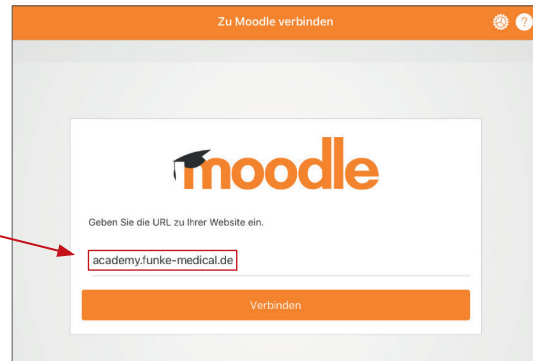 Zu Moodle verbinden
?
moodle
Geben Sie die URL zu Ihrer Website ein.
academy.funke-medical.de
Verbinden